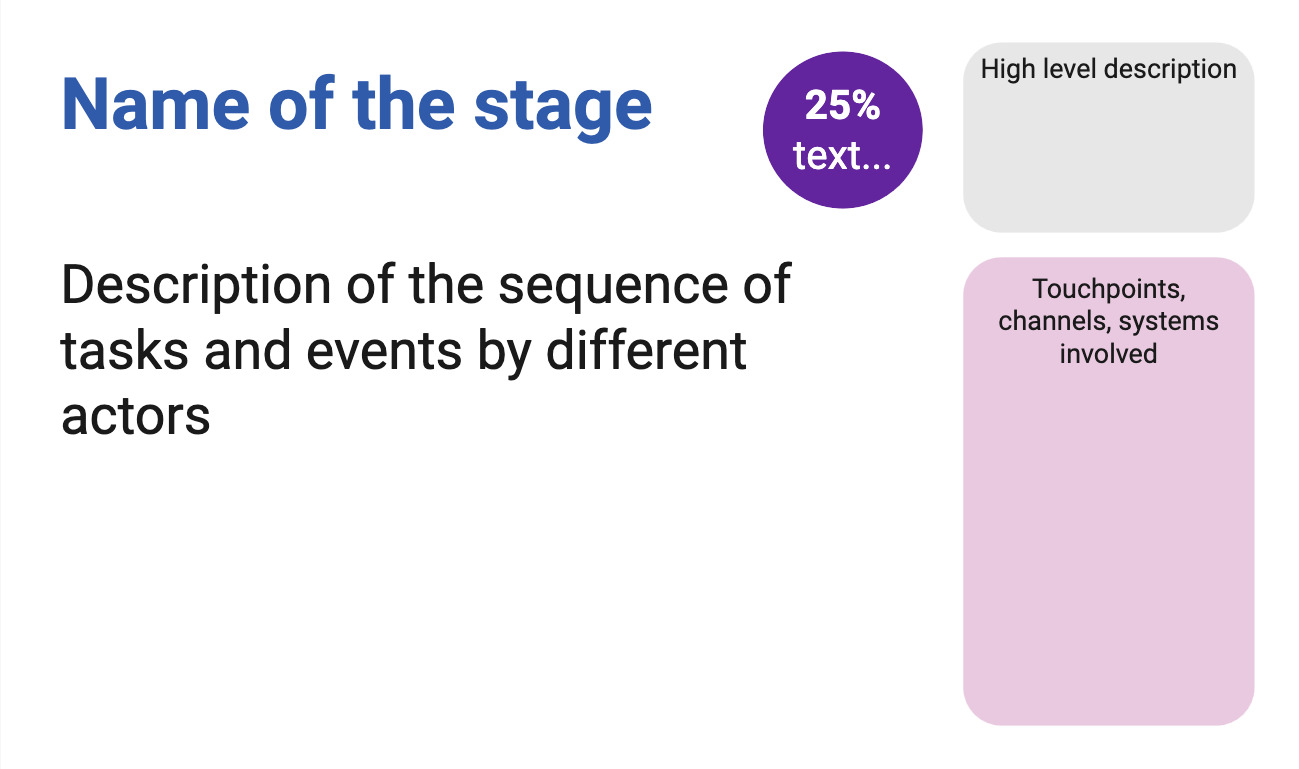 Name of the stage
25%
text...
High level description
Description of the sequence of
tasks and events by different
actors
Touchpoints,
channels, systems
involved